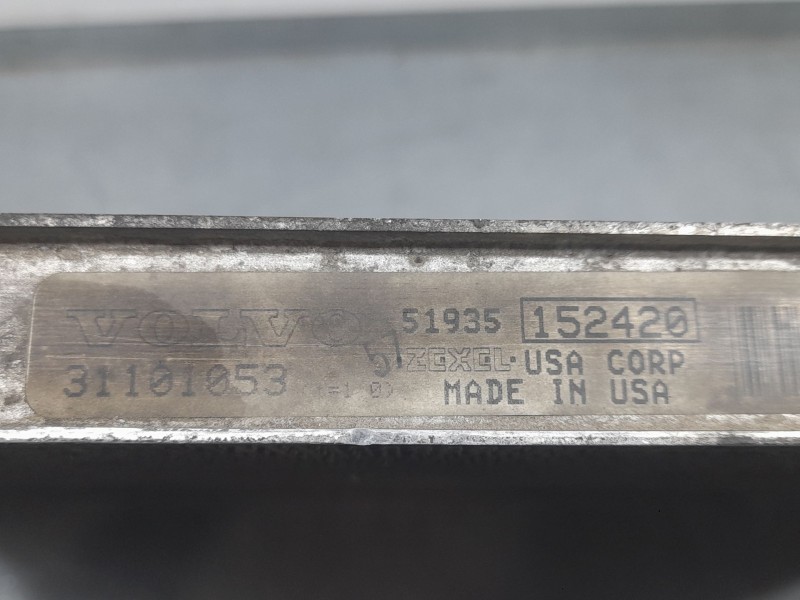 VOLVO 51935 152420
31101053 ZEXEL USA CORP
MADE IN USA